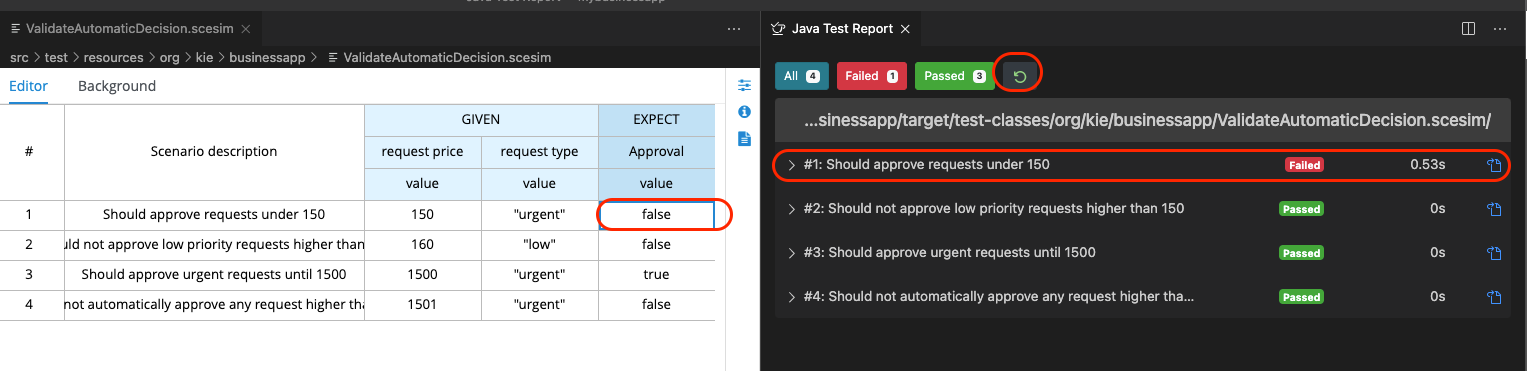 ValidateAutomaticDecision.scesim
src > test > resources > org > kie > businessapp > ValidateAutomaticDecision.scesim
Editor Background
# Scenario description GIVEN EXPECT
request price request type Approval
value value value
1 Should approve requests under 150 150 "urgent" false
2 uld not approve low priority requests higher than 160 "low" false
3 Should approve urgent requests until 1500 1500 "urgent" true
4 not automatically approve any request higher tha 1501 "urgent" false
Java Test Report
All 4 Failed 1 Passed 3
...sinessapp/target/test-classes/org/kie/businessapp/ValidateAutomaticDecision.scesim/
#1: Should approve requests under 150 Failed 0.53s
#2: Should not approve low priority requests higher than 150 Passed 0s
#3: Should approve urgent requests until 1500 Passed 0s
#4: Should not automatically approve any request higher tha... Passed 0s